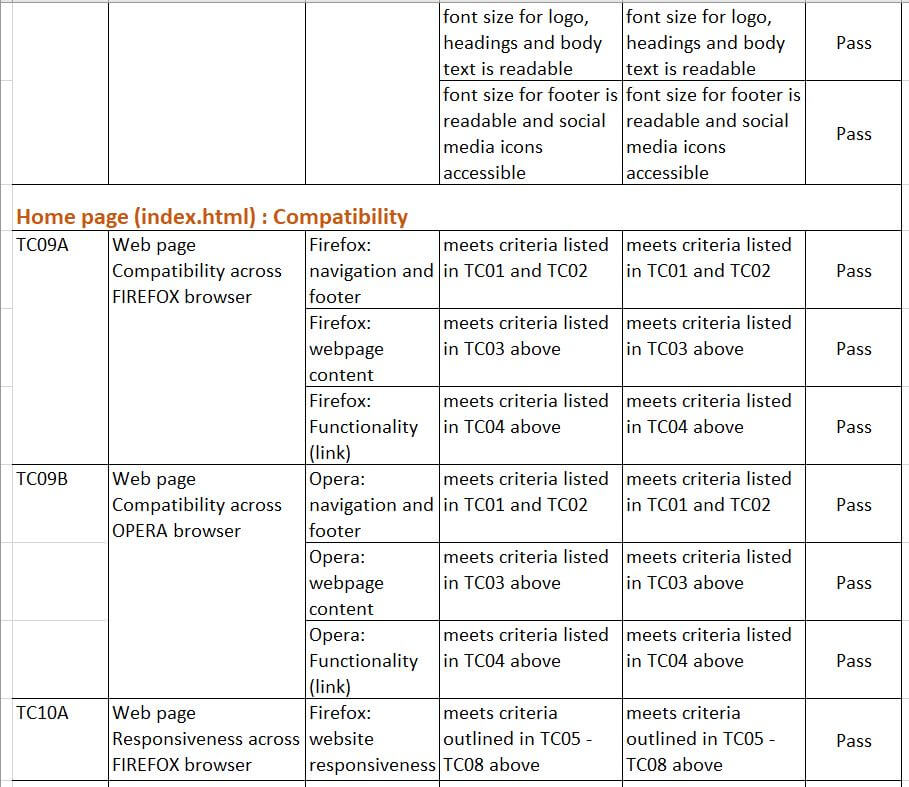 font size for logo, headings and body text is readable	font size for logo, headings and body text is readable	Pass
font size for footer is readable and social media icons accessible	font size for footer is readable and social media icons accessible	Pass
Home page (index.html) : Compatibility
TC09A	Web page Compatibility across FIREFOX browser	Firefox: navigation and footer	meets criteria listed in TC01 and TC02	meets criteria listed in TC01 and TC02	Pass
Firefox: webpage content	meets criteria listed in TC03 above	meets criteria listed in TC03 above	Pass
Firefox: Functionality (link)	meets criteria listed in TC04 above	meets criteria listed in TC04 above	Pass
TC09B	Web page Compatibility across OPERA browser	Opera: navigation and footer	meets criteria listed in TC01 and TC02	meets criteria listed in TC01 and TC02	Pass
Opera: webpage content	meets criteria listed in TC03 above	meets criteria listed in TC03 above	Pass
Opera: Functionality (link)	meets criteria listed in TC04 above	meets criteria listed in TC04 above	Pass
TC10A	Web page Responsiveness across FIREFOX browser	Firefox: website responsiveness	meets criteria outlined in TC05 - TC08 above	meets criteria outlined in TC05 - TC08 above	Pass